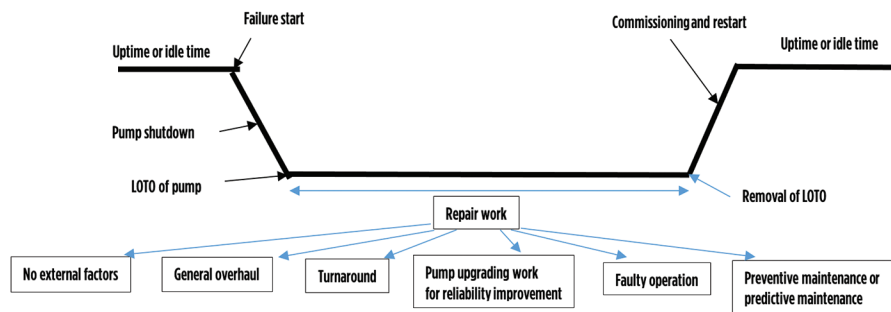 Failure start
Commissioning and restart
Uptime or idle time
Uptime or idle time
Pump shutdown
LOTO of pump
Removal of LOTO
Repair work
No external factors
General overhaul
Turnaround
Pump upgrading work
for reliability improvement
Faulty operation
Preventive maintenance or
predictive maintenance